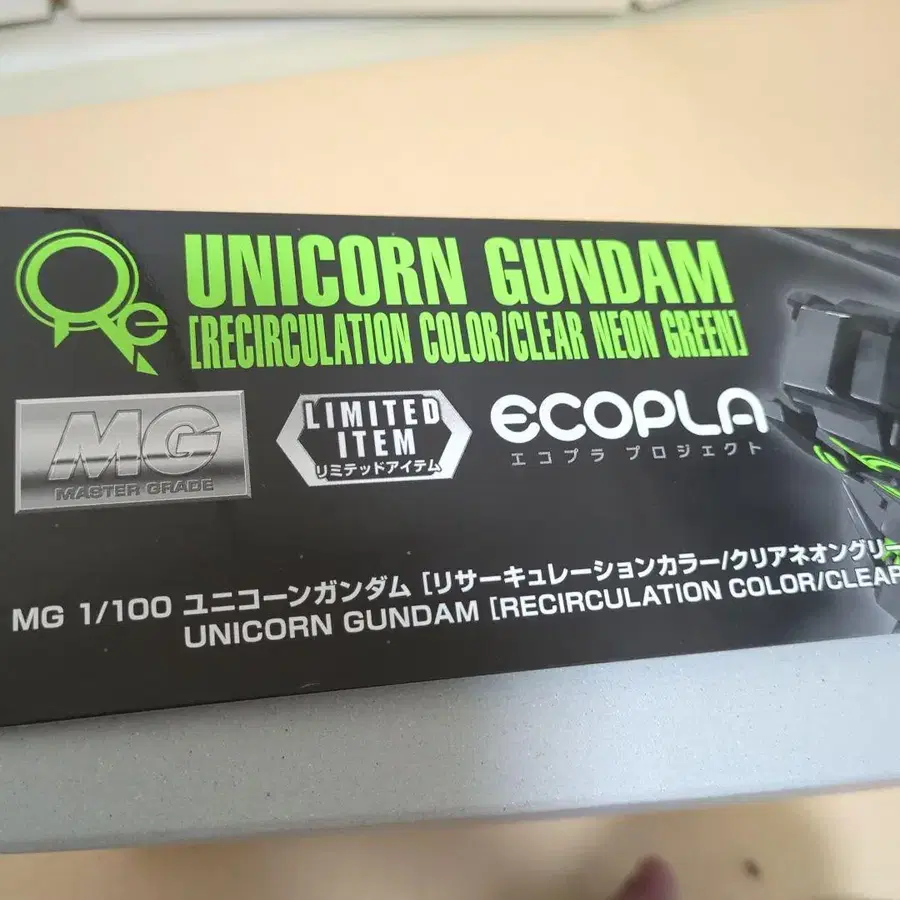 Re
UNICORN GUNDAM
[RECIRCULATION COLOR/CLEAR NEON GREEN]
MG
MASTER GRADE
LIMITED
ITEM
リミテッドアイテム
ECOPLA
エコプラ プロジェクト
MG 1/100 ユニコーンガンダム [リサーキュレーションカラー/クリアネオングリー
UNICORN GUNDAM [RECIRCULATION COLOR/CLEAR